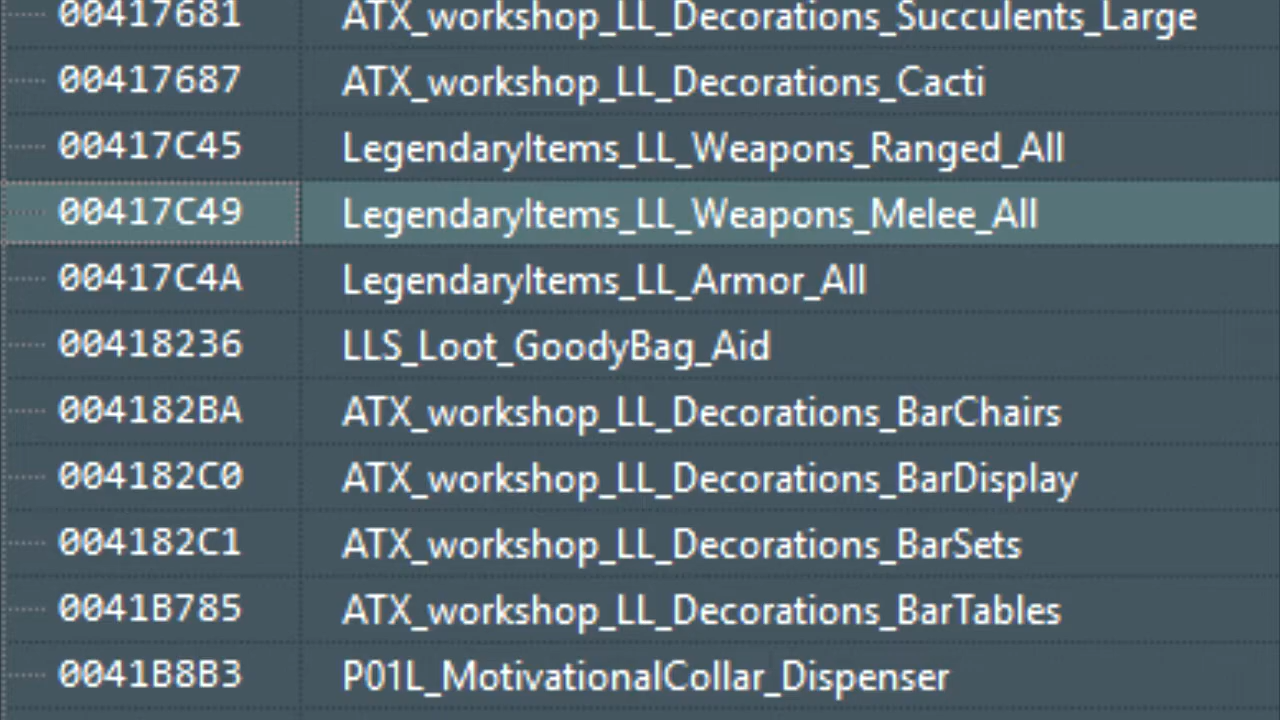 00417681 ATX_workshop_LL_Decorations_Succulents_Large
00417687 ATX_workshop_LL_Decorations_Cacti
00417C45 LegendaryItems_LL_Weapons_Ranged_All
00417C49 LegendaryItems_LL_Weapons_Melee_All
00417C4A LegendaryItems_LL_Armor_All
00418236 LLS_Loot_GoodyBag_Aid
004182BA ATX_workshop_LL_Decorations_BarChairs
004182C0 ATX_workshop_LL_Decorations_BarDisplay
004182C1 ATX_workshop_LL_Decorations_BarSets
0041B785 ATX_workshop_LL_Decorations_BarTables
0041B8B3 P01L_MotivationalCollar_Dispenser